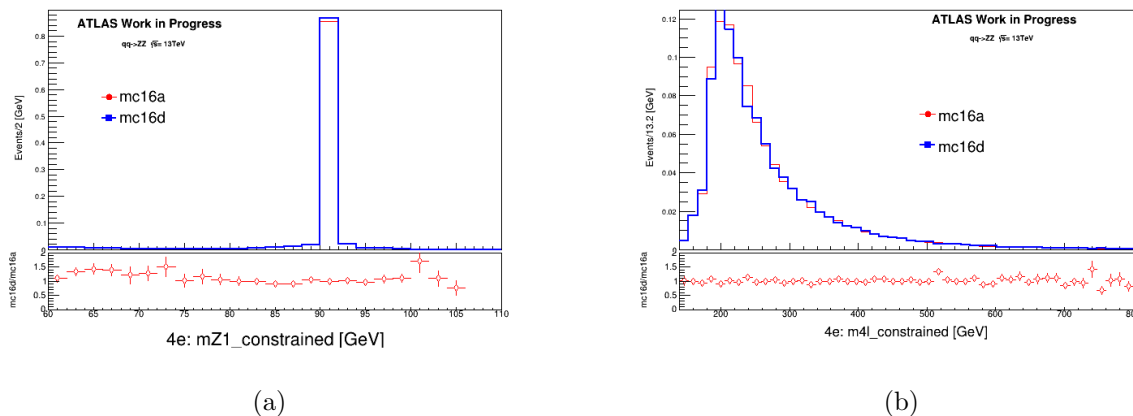 ATLAS Work in Progress
qq->ZZ √s= 13TeV
mc16a
mc16d
Events/2 [GeV]
0.8
0.7
0.6
0.5
0.4
0.3
0.2
0.1
0
mc16d/mc16a
2
1.5
1
0.5
0
60 65 70 75 80 85 90 95 100 105 110
4e: mZ1_constrained [GeV]
(a)
ATLAS Work in Progress
qq->ZZ √s= 13TeV
mc16a
mc16d
Events/13.2 [GeV]
0.12
0.1
0.08
0.06
0.04
0.02
0
mc16d/mc16a
2
1.5
1
0.5
0
200 300 400 500 600 700 800
4e: m4l_constrained [GeV]
(b)